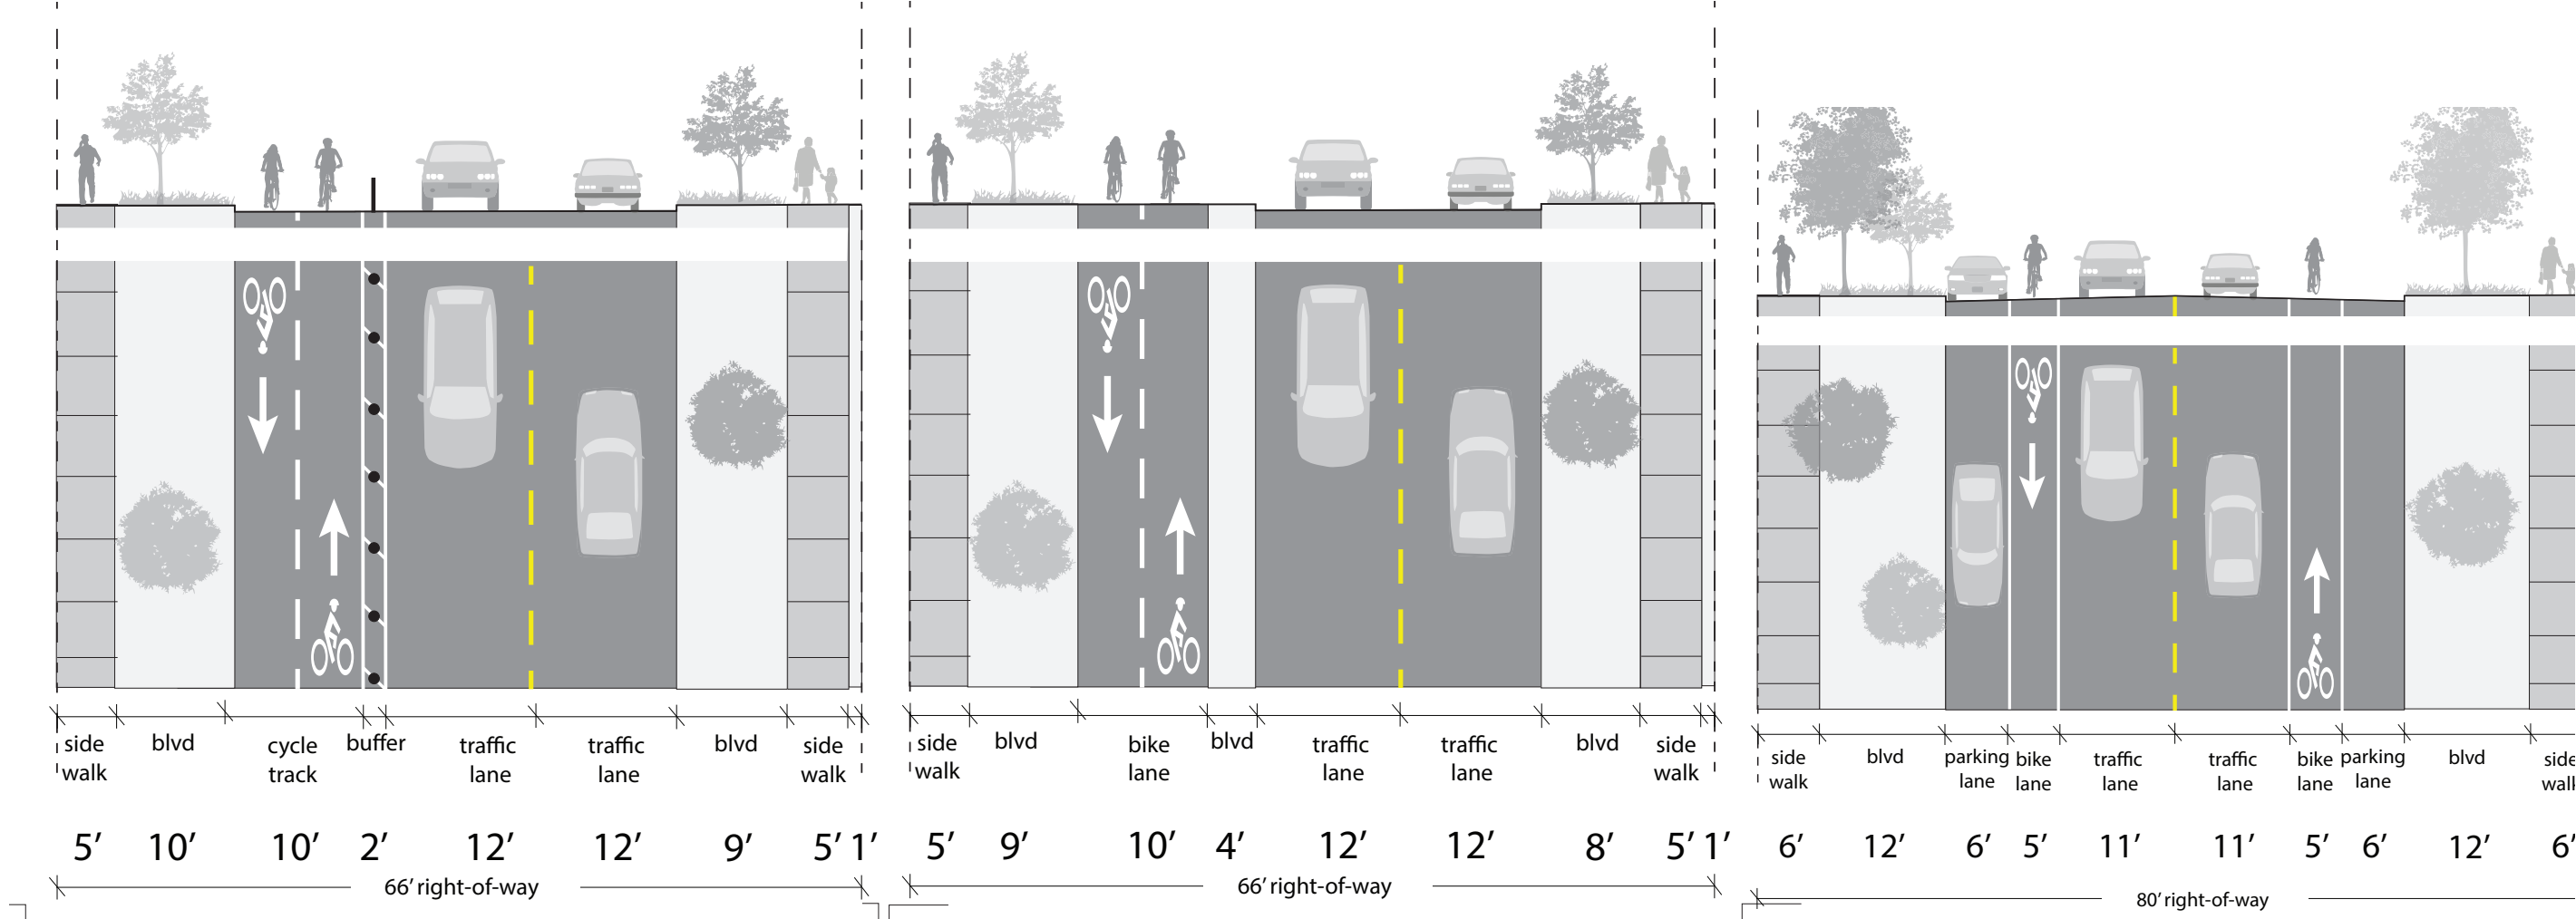 side walk
blvd
cycle track
buffer
traffic lane
traffic lane
blvd
side walk
5′ 10′ 10′ 2′ 12′ 12′ 9′ 5′ 1′
66′ right-of-way
side walk
blvd
bike lane
blvd
traffic lane
traffic lane
blvd
side walk
5′ 9′ 10′ 4′ 12′ 12′ 8′ 5′ 1′
66′ right-of-way
side walk
blvd
parking lane
bike lane
traffic lane
traffic lane
bike lane
parking lane
blvd
side walk
6′ 12′ 6′ 5′ 11′ 11′ 5′ 6′ 12′ 6′
80′ right-of-way